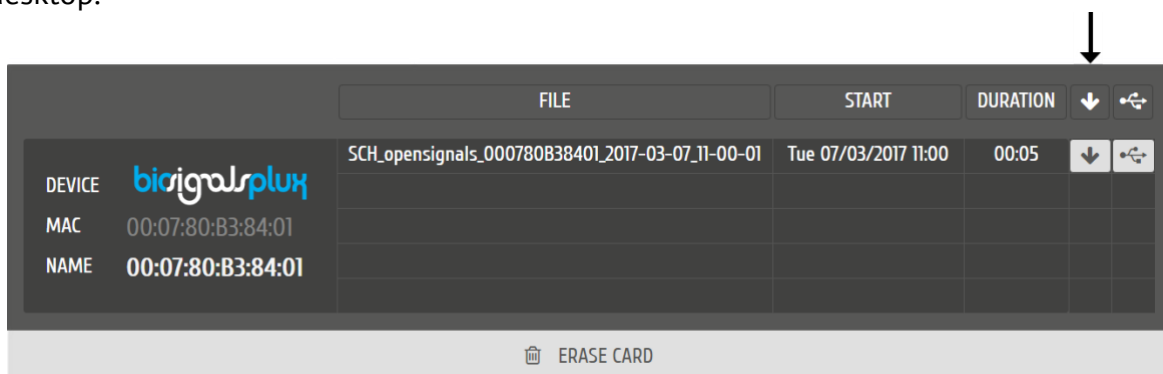 desktop.
FILE START DURATION
SCH_opensignals_000780B38401_2017-03-07_11-00-01 Tue 07/03/2017 11:00 00:05
DEVICE biosignalsplux
MAC 00:07:80:B3:84:01
NAME 00:07:80:B3:84:01
ERASE CARD